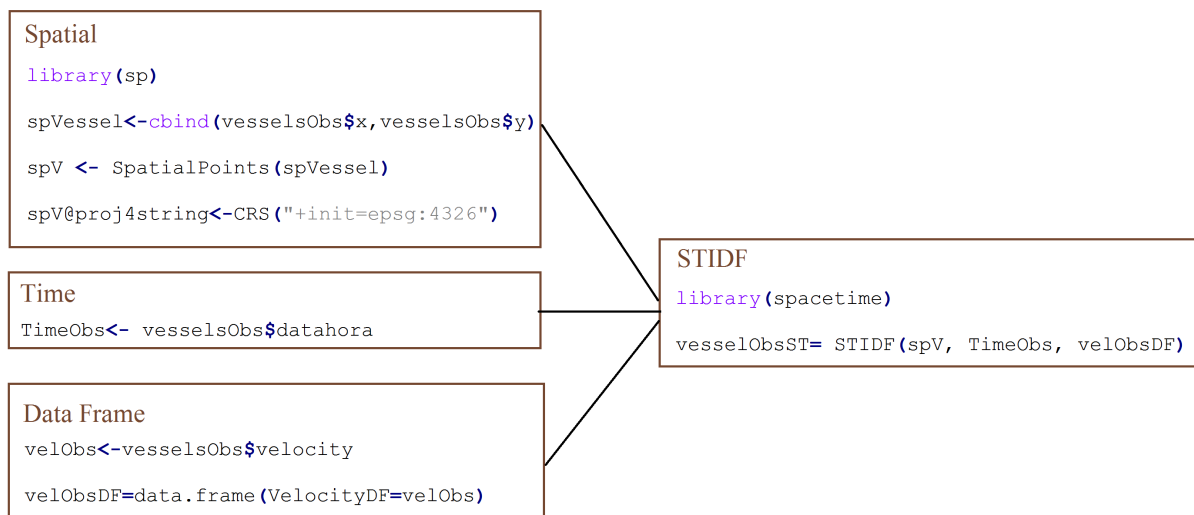 Spatial
library(sp)
spVessel<-cbind(vesselsObs$x,vesselsObs$y)
spV <- SpatialPoints(spVessel)
spV@proj4string<-CRS("+init=epsg:4326")
Time
TimeObs<- vesselsObs$datahora
Data Frame
velObs<-vesselsObs$velocity
velObsDF=data.frame(VelocityDF=velObs)
STIDF
library(spacetime)
vesselObsST= STIDF(spV, TimeObs, velObsDF)